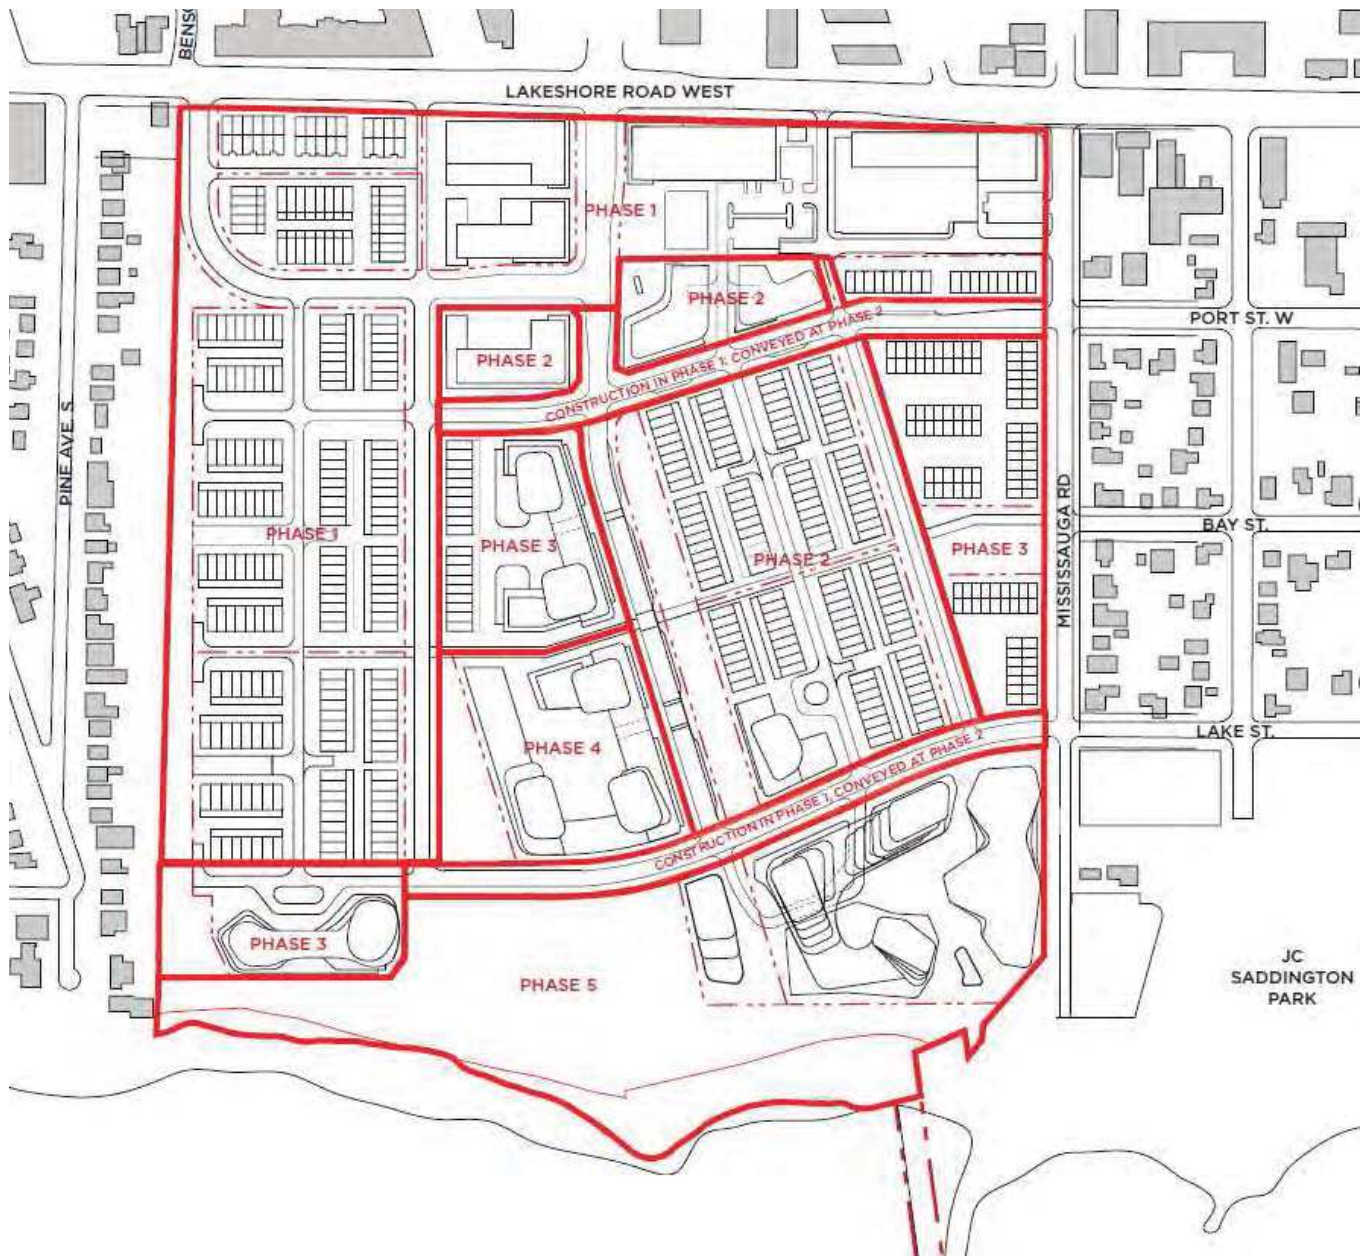 BENSO
LAKESHORE ROAD WEST
PHASE 1
PHASE 2
PORT ST. W
CONSTRUCTION IN PHASE 1, CONVEYED AT PHASE 2
PHASE 2
PINE AVE. S
PHASE 1
PHASE 3
PHASE 2
PHASE 3
MISSISSAUGA RD
BAY ST.
PHASE 4
LAKE ST.
CONSTRUCTION IN PHASE 1, CONVEYED AT PHASE 2
PHASE 3
PHASE 5
JC
SADDINGTON
PARK